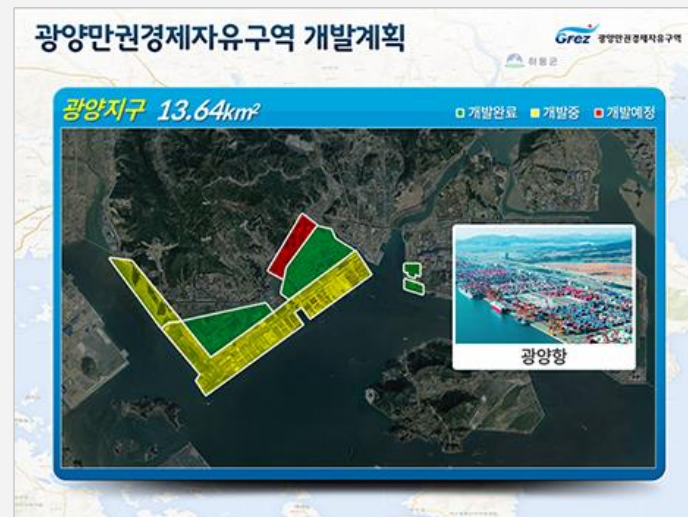 광양만권경제자유구역 개발계획
Grez 광양만권경제자유구역
하동군
광양지구 13.64km²
개발완료 개발중 개발예정
광양항